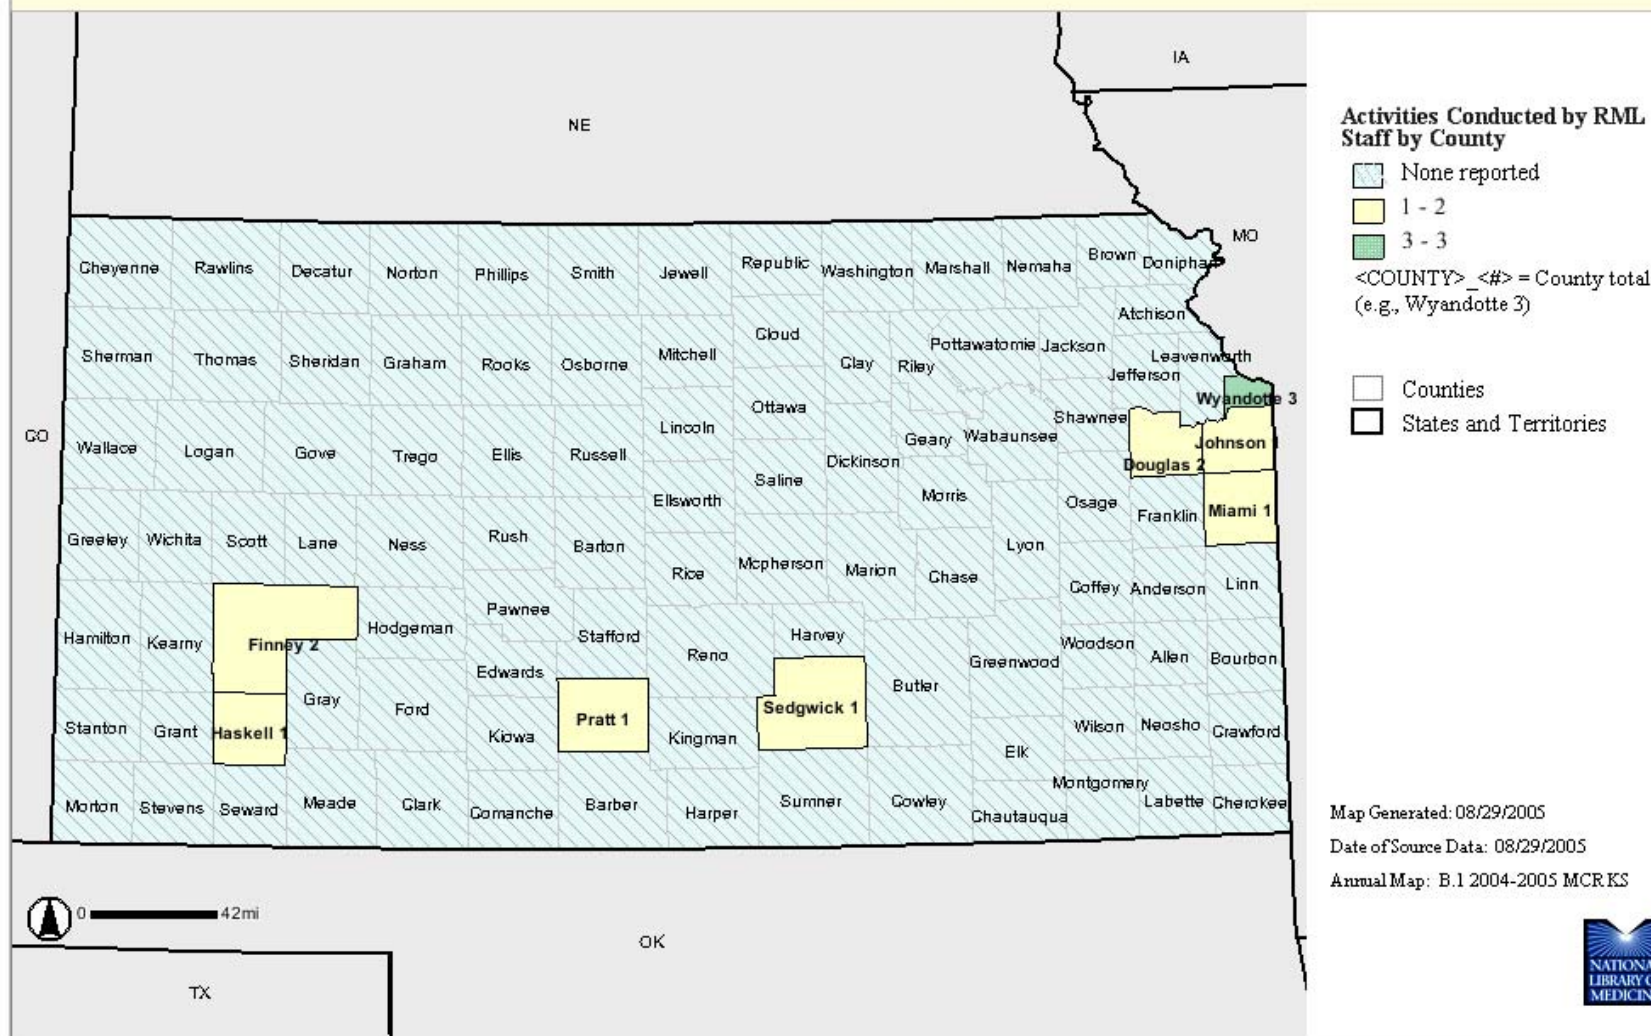 IA
NE
MO
CO
OK
TX
Cheyenne
Rawlins
Decatur
Norton
Phillips
Smith
Jewell
Republic
Washington
Marshall
Nemaha
Brown
Doniphan
Atchison
Sherman
Thomas
Sheridan
Graham
Rooks
Osborne
Mitchell
Cloud
Clay
Riley
Pottawatomie
Jackson
Jefferson
Leavenworth
Wyandotte 3
Wallace
Logan
Gove
Trego
Ellis
Russell
Lincoln
Ottawa
Saline
Dickinson
Geary
Wabaunsee
Shawnee
Douglas 2
Johnson
Greeley
Wichita
Scott
Lane
Ness
Rush
Barton
Ellsworth
Rice
Mcpherson
Marion
Morris
Chase
Lyon
Osage
Franklin
Miami 1
Coffey
Anderson
Linn
Hamilton
Kearny
Finney 2
Hodgeman
Pawnee
Stafford
Edwards
Reno
Harvey
Greenwood
Woodson
Allen
Bourbon
Stanton
Grant
Haskell 1
Gray
Ford
Kiowa
Pratt 1
Kingman
Sedgwick 1
Butler
Elk
Wilson
Neosho
Crawford
Morton
Stevens
Seward
Meade
Clark
Comanche
Barber
Harper
Sumner
Cowley
Chautauqua
Montgomery
Labette
Cherokee
0 42mi
Activities Conducted by RML
Staff by County
None reported
1 - 2
3 - 3
<COUNTY>_<#> = County total
(e.g., Wyandotte 3)
Counties
States and Territories
Map Generated: 08/29/2005
Date of Source Data: 08/29/2005
Annual Map: B.1 2004-2005 MCR KS
NATIONA
LIBRARY O
MEDICIN